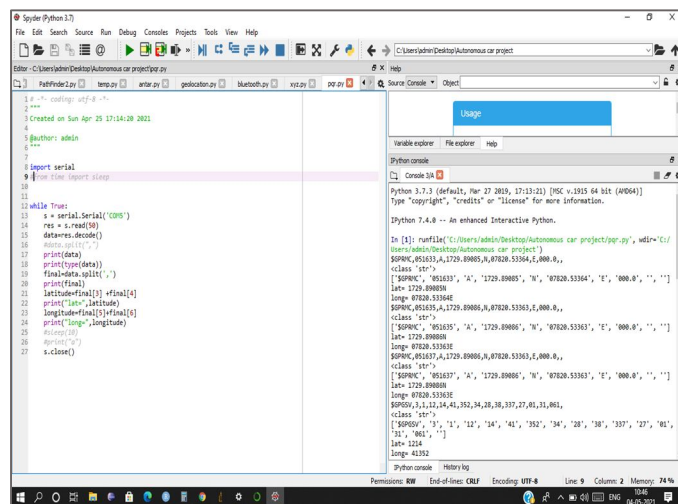 Spyder (Python 3.7)
File Edit Search Source Run Debug Consoles Projects Tools View Help
C:\Users\admin\Desktop\Autonomous car project
Editor - C:\Users\admin\Desktop\Autonomous car project\pqr.py
PathFinder2.py temp.py antar.py geolocation.py bluetooth.py xyz.py pqr.py
1 # -*- coding: utf-8 -*-
2 """
3 Created on Sun Apr 25 17:14:20 2021
4
5 @author: admin
6 """
7
8 import serial
9 #from time import sleep
10
11
12 while True:
13 s = serial.Serial('COM5')
14 res = s.read(50)
15 data=res.decode()
16 #data.split(",")
17 print(data)
18 print(type(data))
19 final=data.split(',')
20 print(final)
21 latitude=final[3] +final[4]
22 print("lat=",latitude)
23 longitude=final[5]+final[6]
24 print("long=",longitude)
25 #sleep(10)
26 #print("a")
27 s.close()
Help
Source Console Object
Usage
Variable explorer File explorer Help
IPython console
Console 3/A
Python 3.7.3 (default, Mar 27 2019, 17:13:21) [MSC v.1915 64 bit (AMD64)]
Type "copyright", "credits" or "license" for more information.
IPython 7.4.0 -- An enhanced Interactive Python.
In [1]: runfile('C:/Users/admin/Desktop/Autonomous car project/pqr.py', wdir='C:/
Users/admin/Desktop/Autonomous car project')
$GPRMC,051633,A,1729.89085,N,07820.53364,E,000.0,,
<class 'str'>
['$GPRMC', '051633', 'A', '1729.89085', 'N', '07820.53364', 'E', '000.0', '', '']
lat= 1729.89085N
long= 07820.53364E
$GPRMC,051635,A,1729.89086,N,07820.53363,E,000.0,,
<class 'str'>
['$GPRMC', '051635', 'A', '1729.89086', 'N', '07820.53363', 'E', '000.0', '', '']
lat= 1729.89086N
long= 07820.53363E
$GPRMC,051637,A,1729.89086,N,07820.53363,E,000.0,,
<class 'str'>
['$GPRMC', '051637', 'A', '1729.89086', 'N', '07820.53363', 'E', '000.0', '', '']
lat= 1729.89086N
long= 07820.53363E
$GPGSV,3,1,12,14,41,352,34,28,38,337,27,01,31,061,
<class 'str'>
['$GPGSV', '3', '1', '12', '14', '41', '352', '34', '28', '38', '337', '27', '01',
'31', '061', '']
lat= 1214
long= 41352
IPython console History log
Permissions: RW End-of-lines: CRLF Encoding: UTF-8 Line: 9 Column: 2 Memory: 74 %
ENG
10:46
04-05-2021